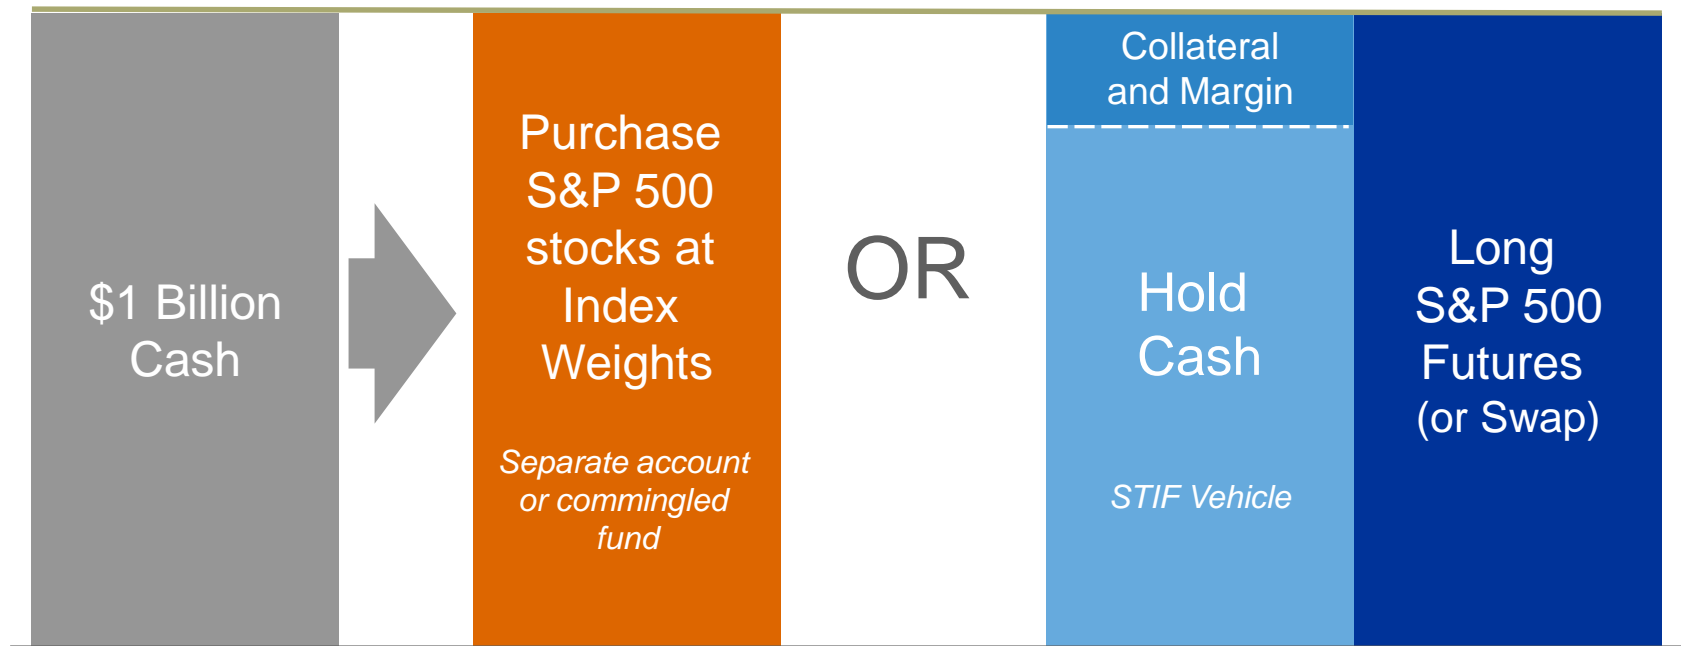 $1 Billion
Cash
Purchase
S&P 500
stocks at
Index
Weights
Separate account
or commingled
fund
OR
Collateral
and Margin
Hold
Cash
STIF Vehicle
Long
S&P 500
Futures
(or Swap)